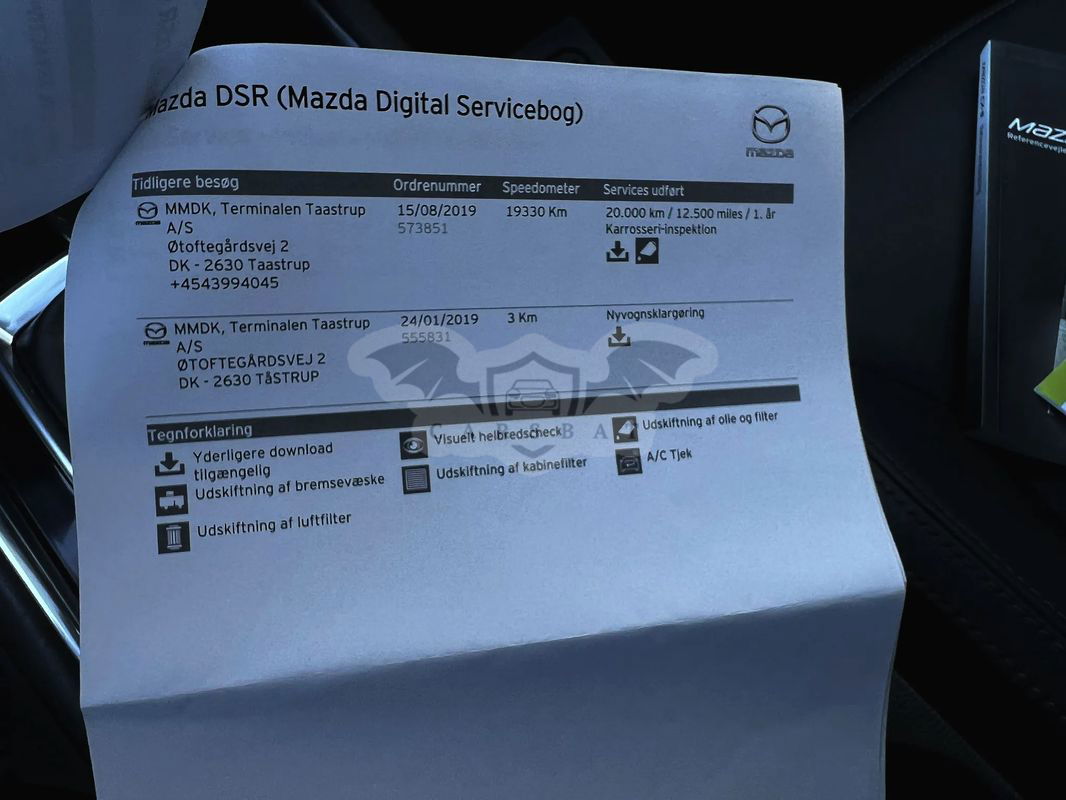 Mazda DSR (Mazda Digital Servicebog)
mazda
Tidligere besøg Ordrenummer Speedometer Services udført
MMDK, Terminalen Taastrup 15/08/2019 19330 Km 20.000 km / 12.500 miles / 1. år
A/S 573851 Karrosseri-inspektion
Øtoftegårdsvej 2
DK - 2630 Taastrup
+4543994045
MMDK, Terminalen Taastrup 24/01/2019 3 Km Nyvognsklargøring
A/S 555831
ØTOFTEGÅRDSVEJ 2
DK - 2630 TåSTRUP
Tegnforklaring
Yderligere download tilgængelig
Visuelt helbredscheck
Udskiftning af olie og filter
Udskiftning af bremsevæske
Udskiftning af kabinefilter
A/C Tjek
Udskiftning af luftfilter